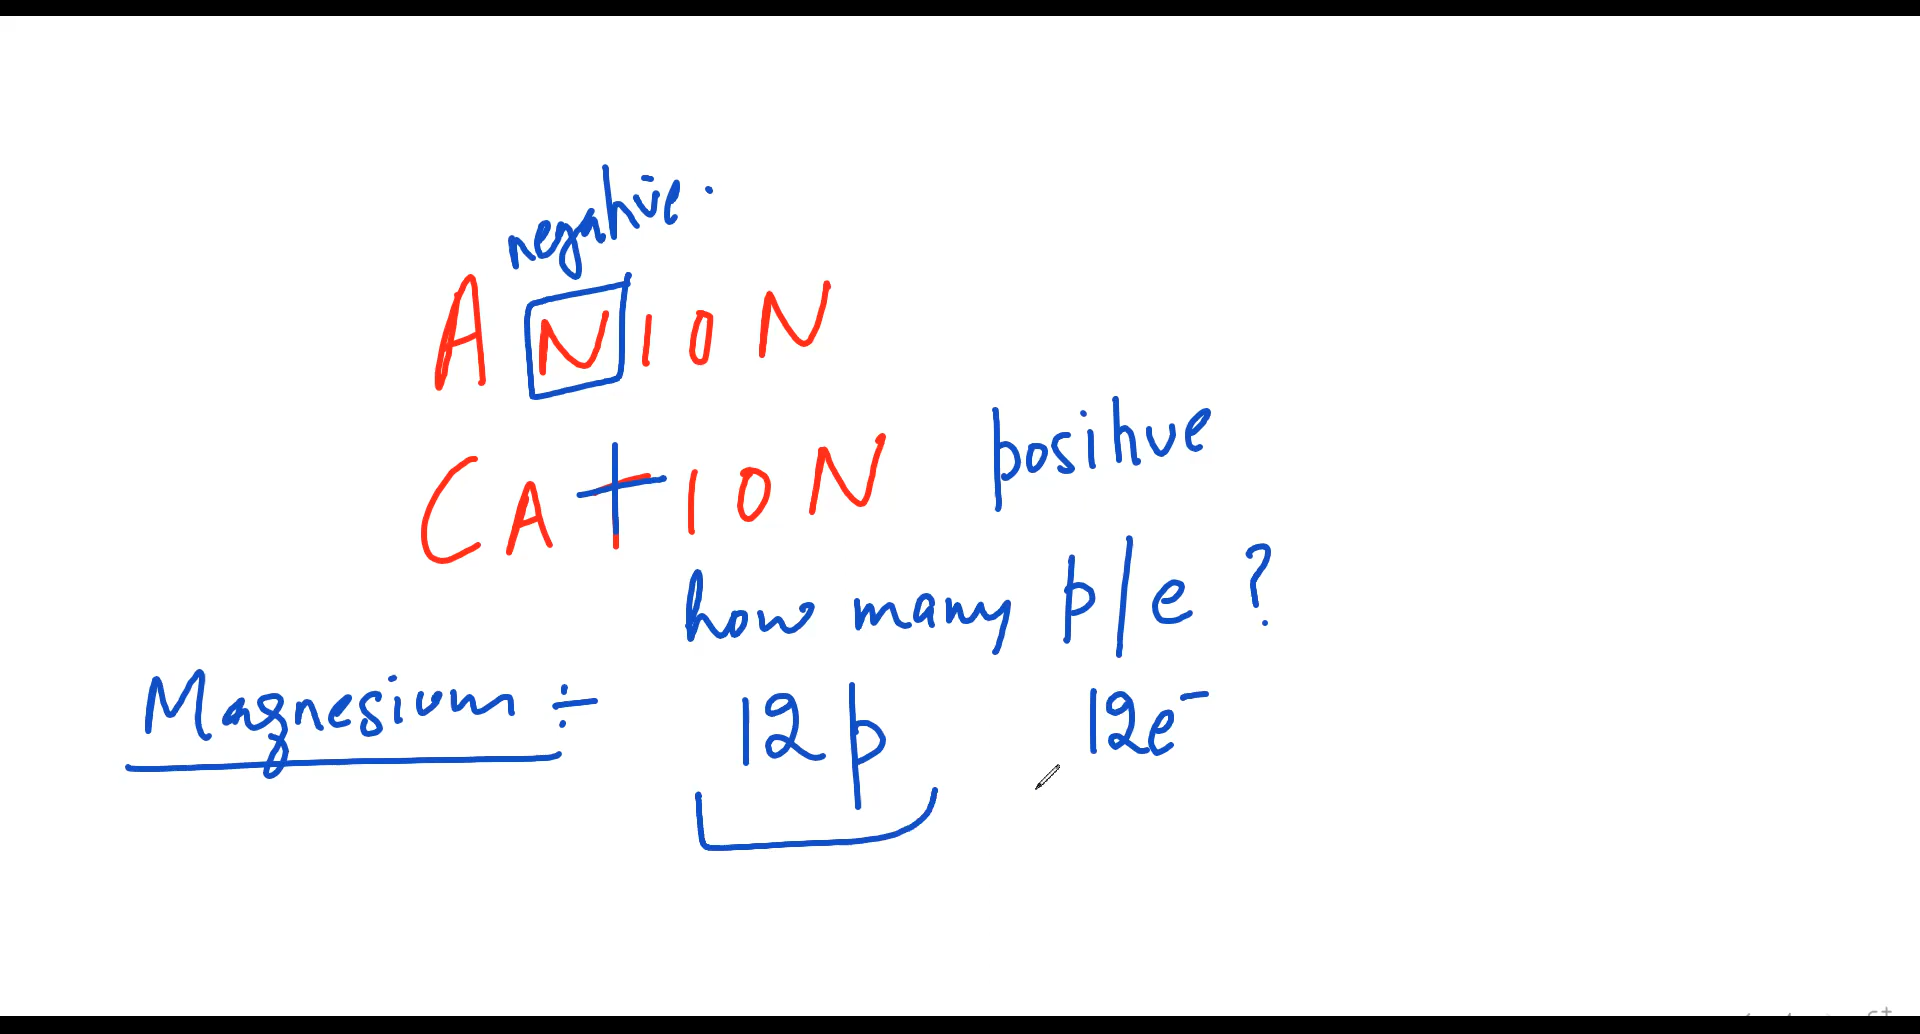 negative.
ANION
CATION positive
how many p/e ?
Magnesium ÷ 12p 12e⁻